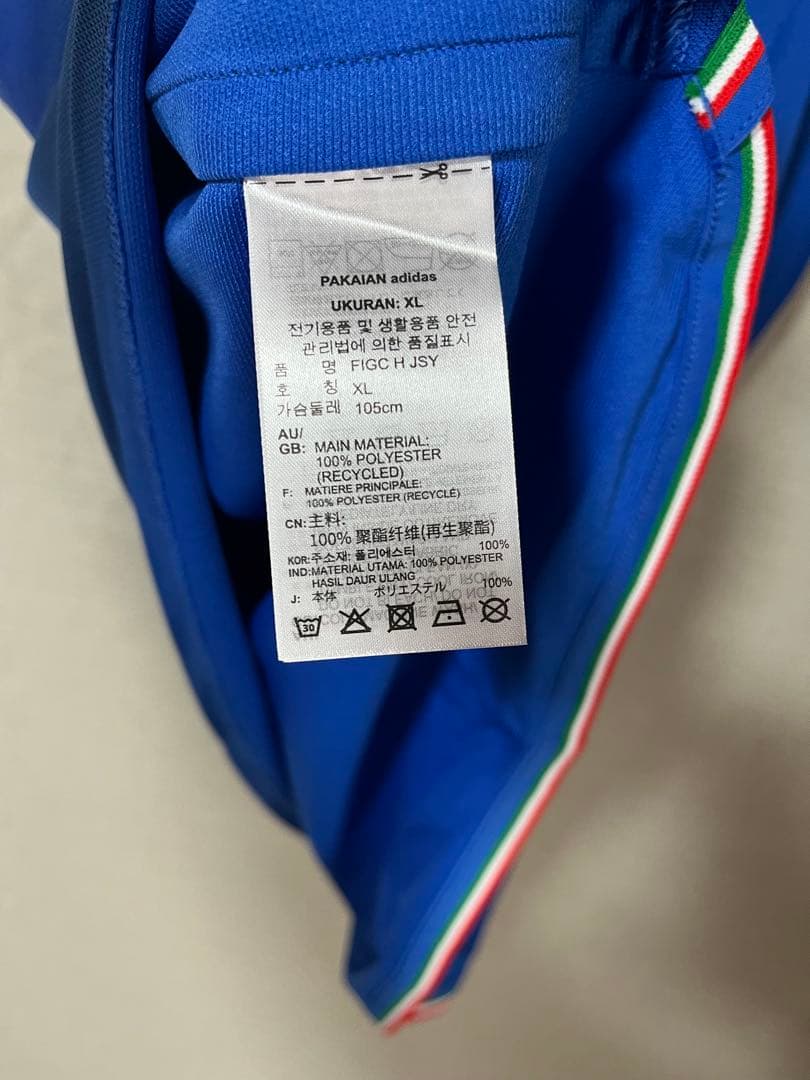 PAKAIAN adidas
UKURAN: XL
전기용품 및 생활용품 안전
관리법에 의한 품질표시
품 명 FIGC H JSY
호 칭 XL
가슴둘레 105cm
AU/
GB: MAIN MATERIAL:
100% POLYESTER
(RECYCLED)
F: MATIERE PRINCIPALE:
100% POLYESTER (RECYCLÉ)
CN: 主料:
100% 聚酯纤维(再生聚酯)
KOR: 주소재: 폴리에스터 100%
IND: MATERIAL UTAMA: 100% POLYESTER
HASIL DAUR ULANG
J: 本体 ポリエステル 100%
30